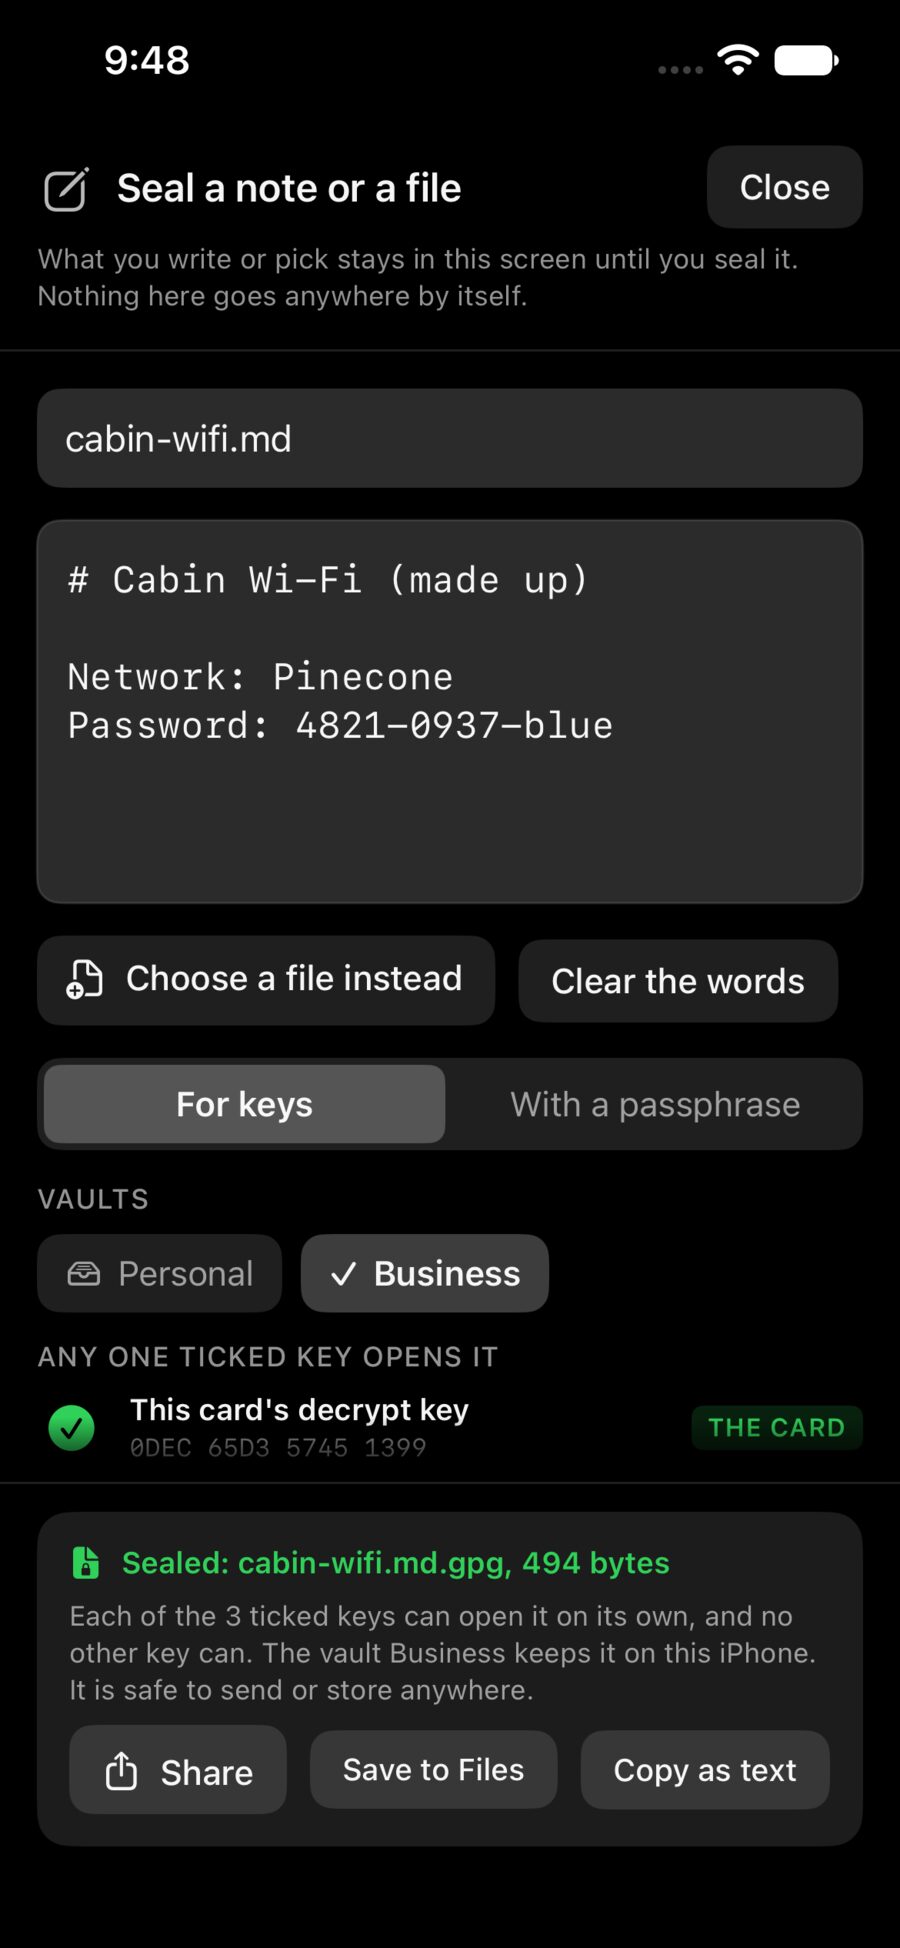 9:48
Seal a note or a file
Close
What you write or pick stays in this screen until you seal it.
Nothing here goes anywhere by itself.
cabin-wifi.md
# Cabin Wi-Fi (made up)
Network: Pinecone
Password: 4821-0937-blue
Choose a file instead
Clear the words
For keys
With a passphrase
VAULTS
Personal
✓ Business
ANY ONE TICKED KEY OPENS IT
This card's decrypt key
0DEC 65D3 5745 1399
THE CARD
Sealed: cabin-wifi.md.gpg, 494 bytes
Each of the 3 ticked keys can open it on its own, and no
other key can. The vault Business keeps it on this iPhone.
It is safe to send or store anywhere.
Share
Save to Files
Copy as text